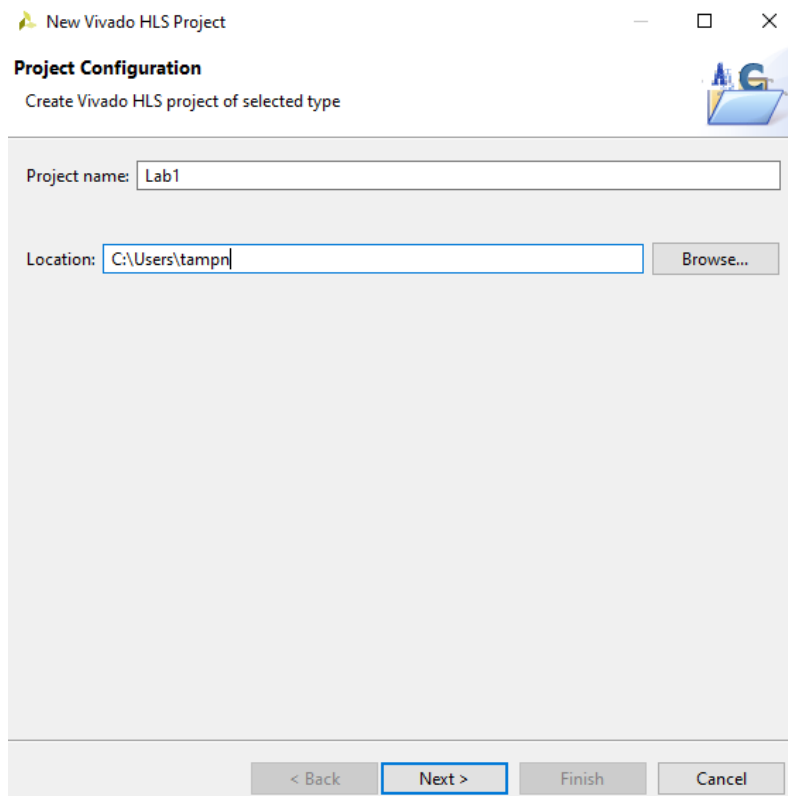 New Vivado HLS Project
Project Configuration
Create Vivado HLS project of selected type
Project name: Lab1
Location: C:\Users\tampn Browse...
< Back Next > Finish Cancel